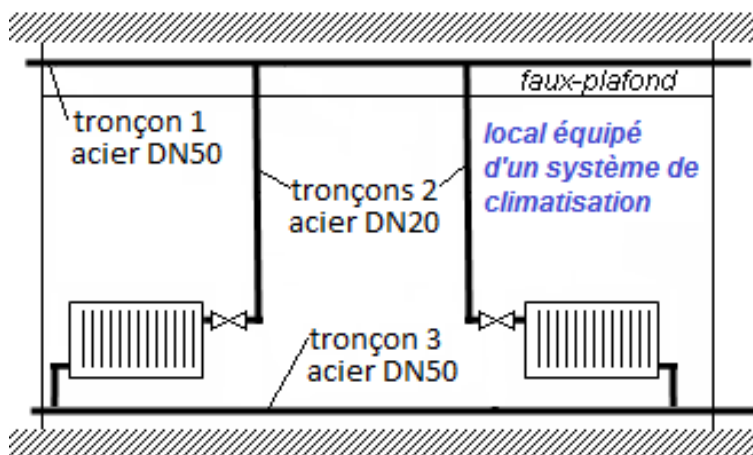 faux-plafond
tronçon 1
acier DN50
local équipé
d'un système de
climatisation
tronçons 2
acier DN20
tronçon 3
acier DN50